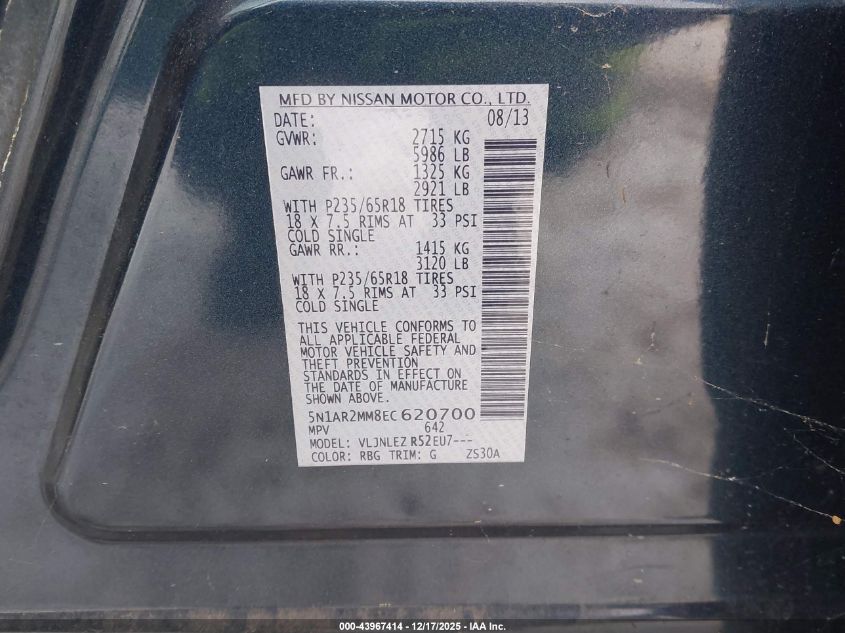 MFD BY NISSAN MOTOR CO., LTD.
DATE: 08/13
GVWR: 2715 KG
5986 LB
GAWR FR.: 1325 KG
2921 LB
WITH P235/65R18 TIRES
18 X 7.5 RIMS AT 33 PSI
COLD SINGLE
GAWR RR.: 1415 KG
3120 LB
WITH P235/65R18 TIRES
18 X 7.5 RIMS AT 33 PSI
COLD SINGLE
THIS VEHICLE CONFORMS TO
ALL APPLICABLE FEDERAL
MOTOR VEHICLE SAFETY AND
THEFT PREVENTION
STANDARDS IN EFFECT ON
THE DATE OF MANUFACTURE
SHOWN ABOVE.
5N1AR2MM8EC620700
MPV 642
MODEL: VLJNLEZ R52EU7---
COLOR: RBG TRIM: G ZS30A
000-43967414 - 12/17/2025 - IAA Inc.